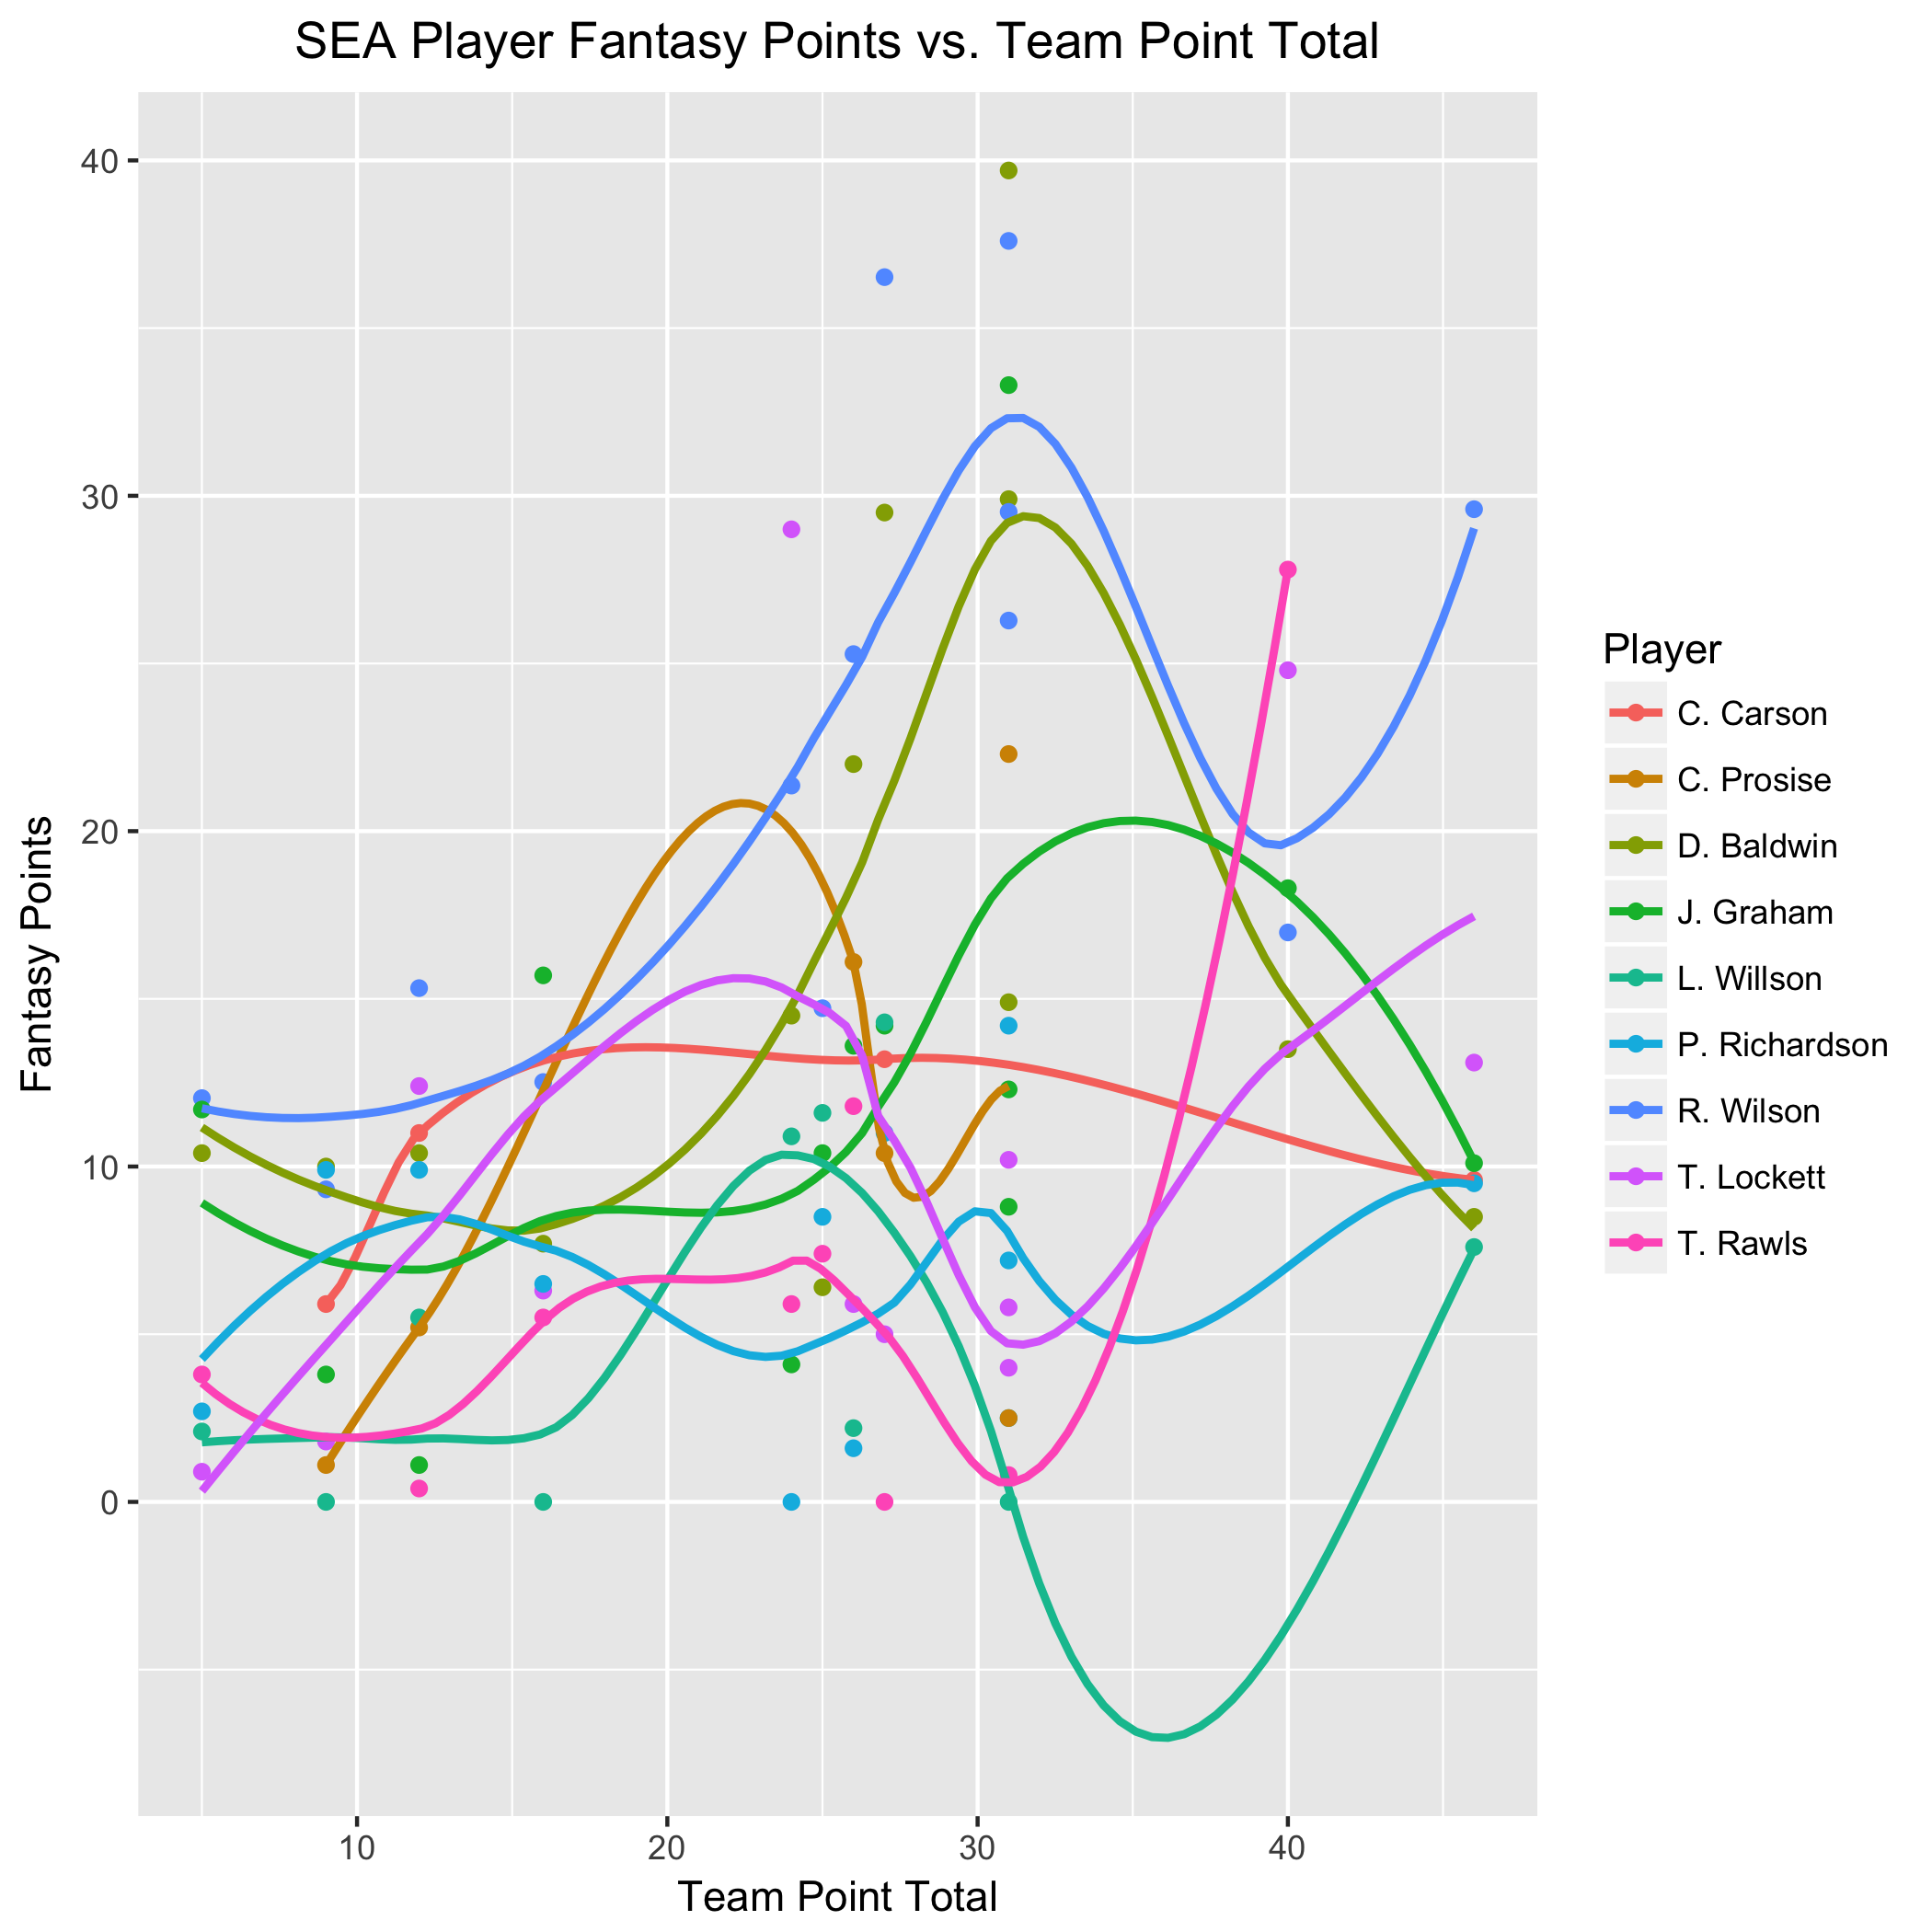 SEA Player Fantasy Points vs. Team Point Total
40
30
20
10
0
Fantasy Points
10 20 30 40
Team Point Total
Player
C. Carson
C. Prosise
D. Baldwin
J. Graham
L. Willson
P. Richardson
R. Wilson
T. Lockett
T. Rawls